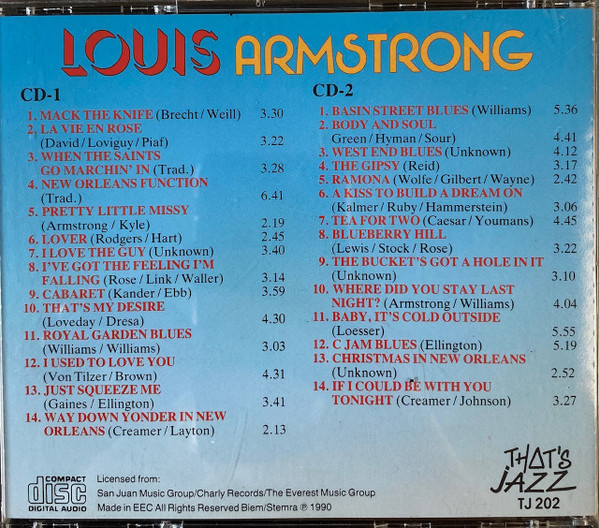 LOUIS ARMSTRONG
CD-1
1. MACK THE KNIFE (Brecht/Weill) 3.30
2. LA VIE EN ROSE
(David/Loviguy/Piaf) 3.22
3. WHEN THE SAINTS
GO MARCHIN' IN (Trad.) 3.28
4. NEW ORLEANS FUNCTION
(Trad.) 6.41
5. PRETTY LITTLE MISSY
(Armstrong/Kyle) 2.19
6. LOVER (Rodgers/Hart) 2.45
7. I LOVE THE GUY (Unknown) 3.40
8. I'VE GOT THE FEELING I'M
FALLING (Rose/Link/Waller) 3.14
9. CABARET (Kander/Ebb) 3.59
10. THAT'S MY DESIRE
(Loveday/Dresa) 4.30
11. ROYAL GARDEN BLUES
(Williams/Williams) 3.03
12. I USED TO LOVE YOU
(Von Tilzer/Brown) 4.31
13. JUST SQUEEZE ME
(Gaines/Ellington) 3.41
14. WAY DOWN YONDER IN NEW
ORLEANS (Creamer/Layton) 2.13
CD-2
1. BASIN STREET BLUES (Williams) 5.36
2. BODY AND SOUL
Green/Hyman/Sour) 4.41
3. WEST END BLUES (Unknown) 4.12
4. THE GIPSY (Reid) 3.17
5. RAMONA (Wolfe/Gilbert/Wayne) 2.42
6. A KISS TO BUILD A DREAM ON
(Kalmer/Ruby/Hammerstein) 3.06
7. TEA FOR TWO (Caesar/Youmans) 4.45
8. BLUEBERRY HILL
(Lewis/Stock/Rose) 3.22
9. THE BUCKET'S GOT A HOLE IN IT
(Unknown) 3.10
10. WHERE DID YOU STAY LAST
NIGHT? (Armstrong/Williams) 4.04
11. BABY, IT'S COLD OUTSIDE
(Loesser) 5.55
12. C JAM BLUES (Ellington) 5.19
13. CHRISTMAS IN NEW ORLEANS
(Unknown) 2.52
14. IF I COULD BE WITH YOU
TONIGHT (Creamer/Johnson) 3.27
COMPACT
disc
DIGITAL AUDIO
Licensed from:
San Juan Music Group/Charly Records/The Everest Music Group
Made in EEC All Rights Reserved Biem/Stemra ℗ 1990
THAT'S
JAZZ
TJ 202